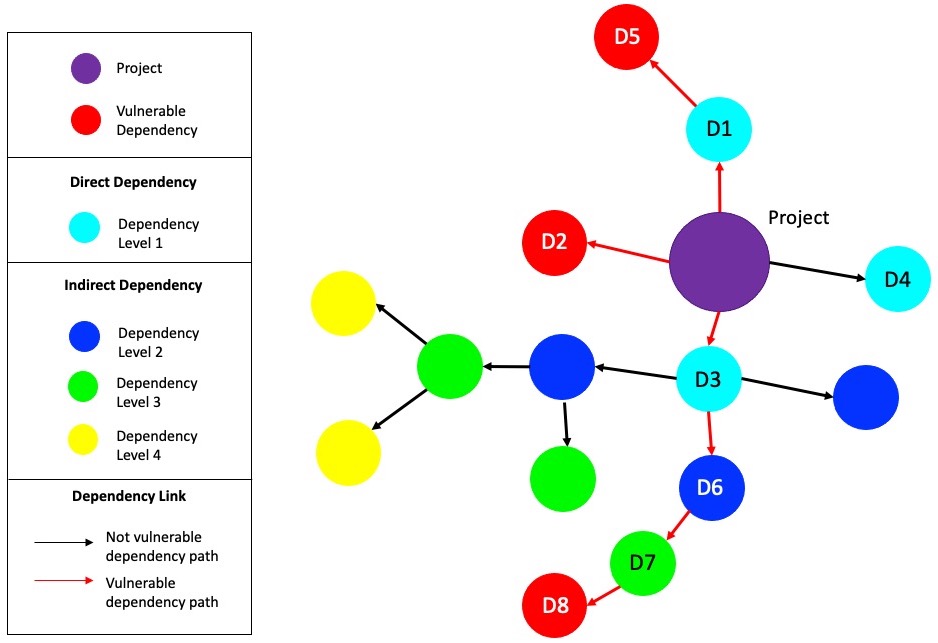 Project
Vulnerable
Dependency
Direct Dependency
Dependency
Level 1
Indirect Dependency
Dependency
Level 2
Dependency
Level 3
Dependency
Level 4
Dependency Link
Not vulnerable
dependency path
Vulnerable
dependency path
D5
D1
Project
D2
D4
D3
D6
D7
D8